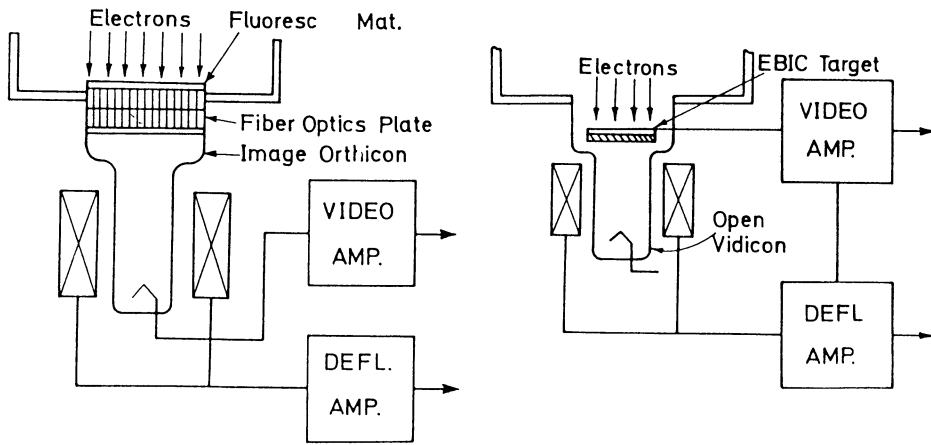 Electrons
Fluoresc Mat.
Fiber Optics Plate
Image Orthicon
VIDEO
AMP.
DEFL.
AMP.
EBIC Target
Electrons
VIDEO
AMP.
Open
Vidicon
DEFL
AMP.